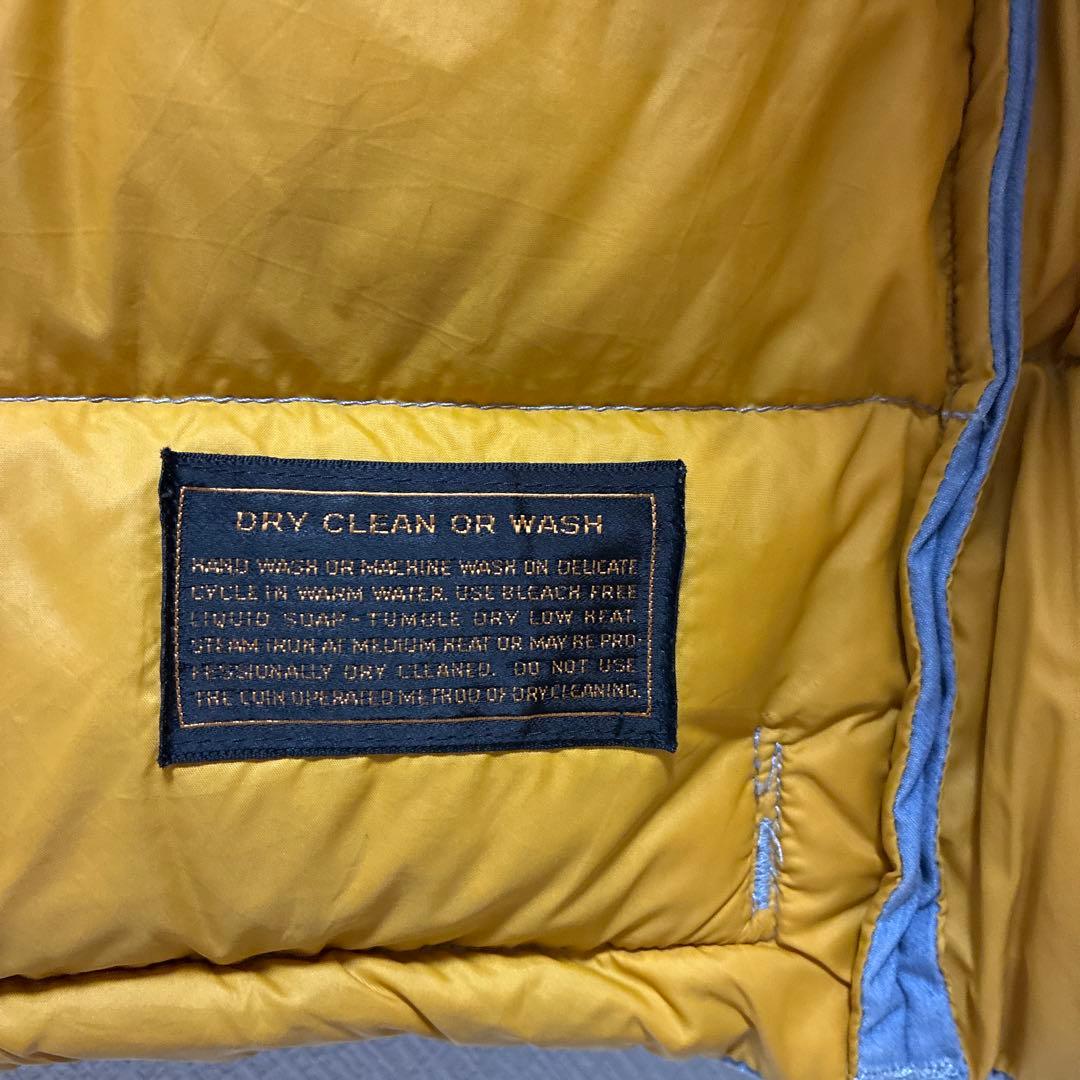 DRY CLEAN OR WASH
HAND WASH OR MACHINE WASH ON DELICATE
CYCLE IN WARM WATER. USE BLEACH FREE
LIQUID SOAP - TUMBLE DRY LOW HEAT.
STEAM IRON AT MEDIUM HEAT OR MAY BE PRO-
FESSIONALLY DRY CLEANED. DO NOT USE
THE COIN OPERATED METHOD OF DRY CLEANING.